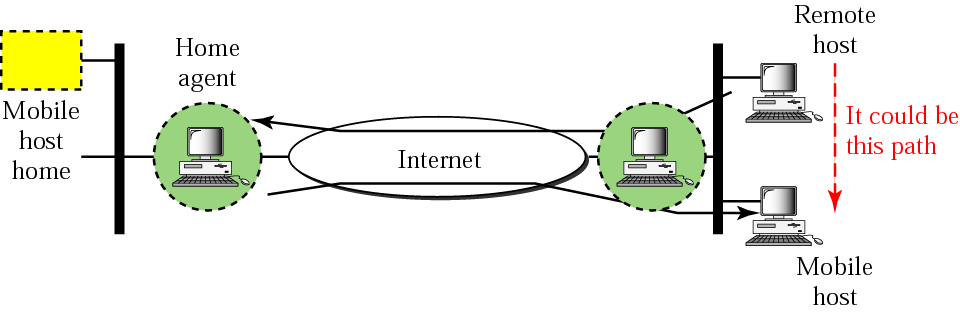 Remote
host
Home
agent
Mobile
host
home
Internet
It could be
this path
Mobile
host